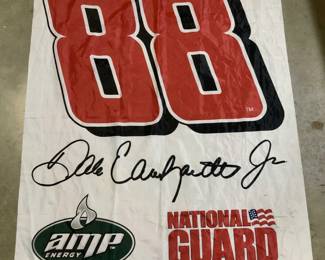 88
TM
Dale Earnhardt Jr
amp
ENERGY
NATIONAL
GUARD